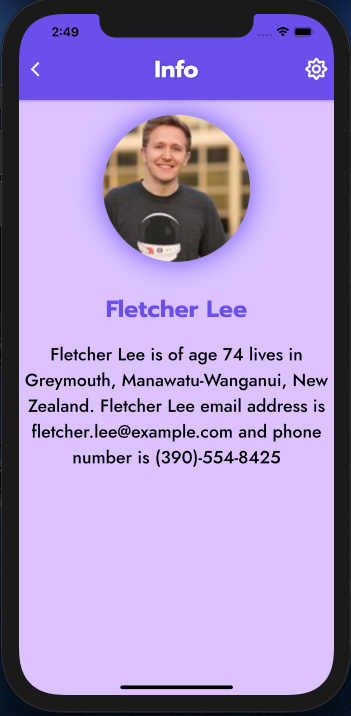 2:49
Info
Fletcher Lee
Fletcher Lee is of age 74 lives in
Greymouth, Manawatu-Wanganui, New
Zealand. Fletcher Lee email address is
fletcher.lee@example.com and phone
number is (390)-554-8425